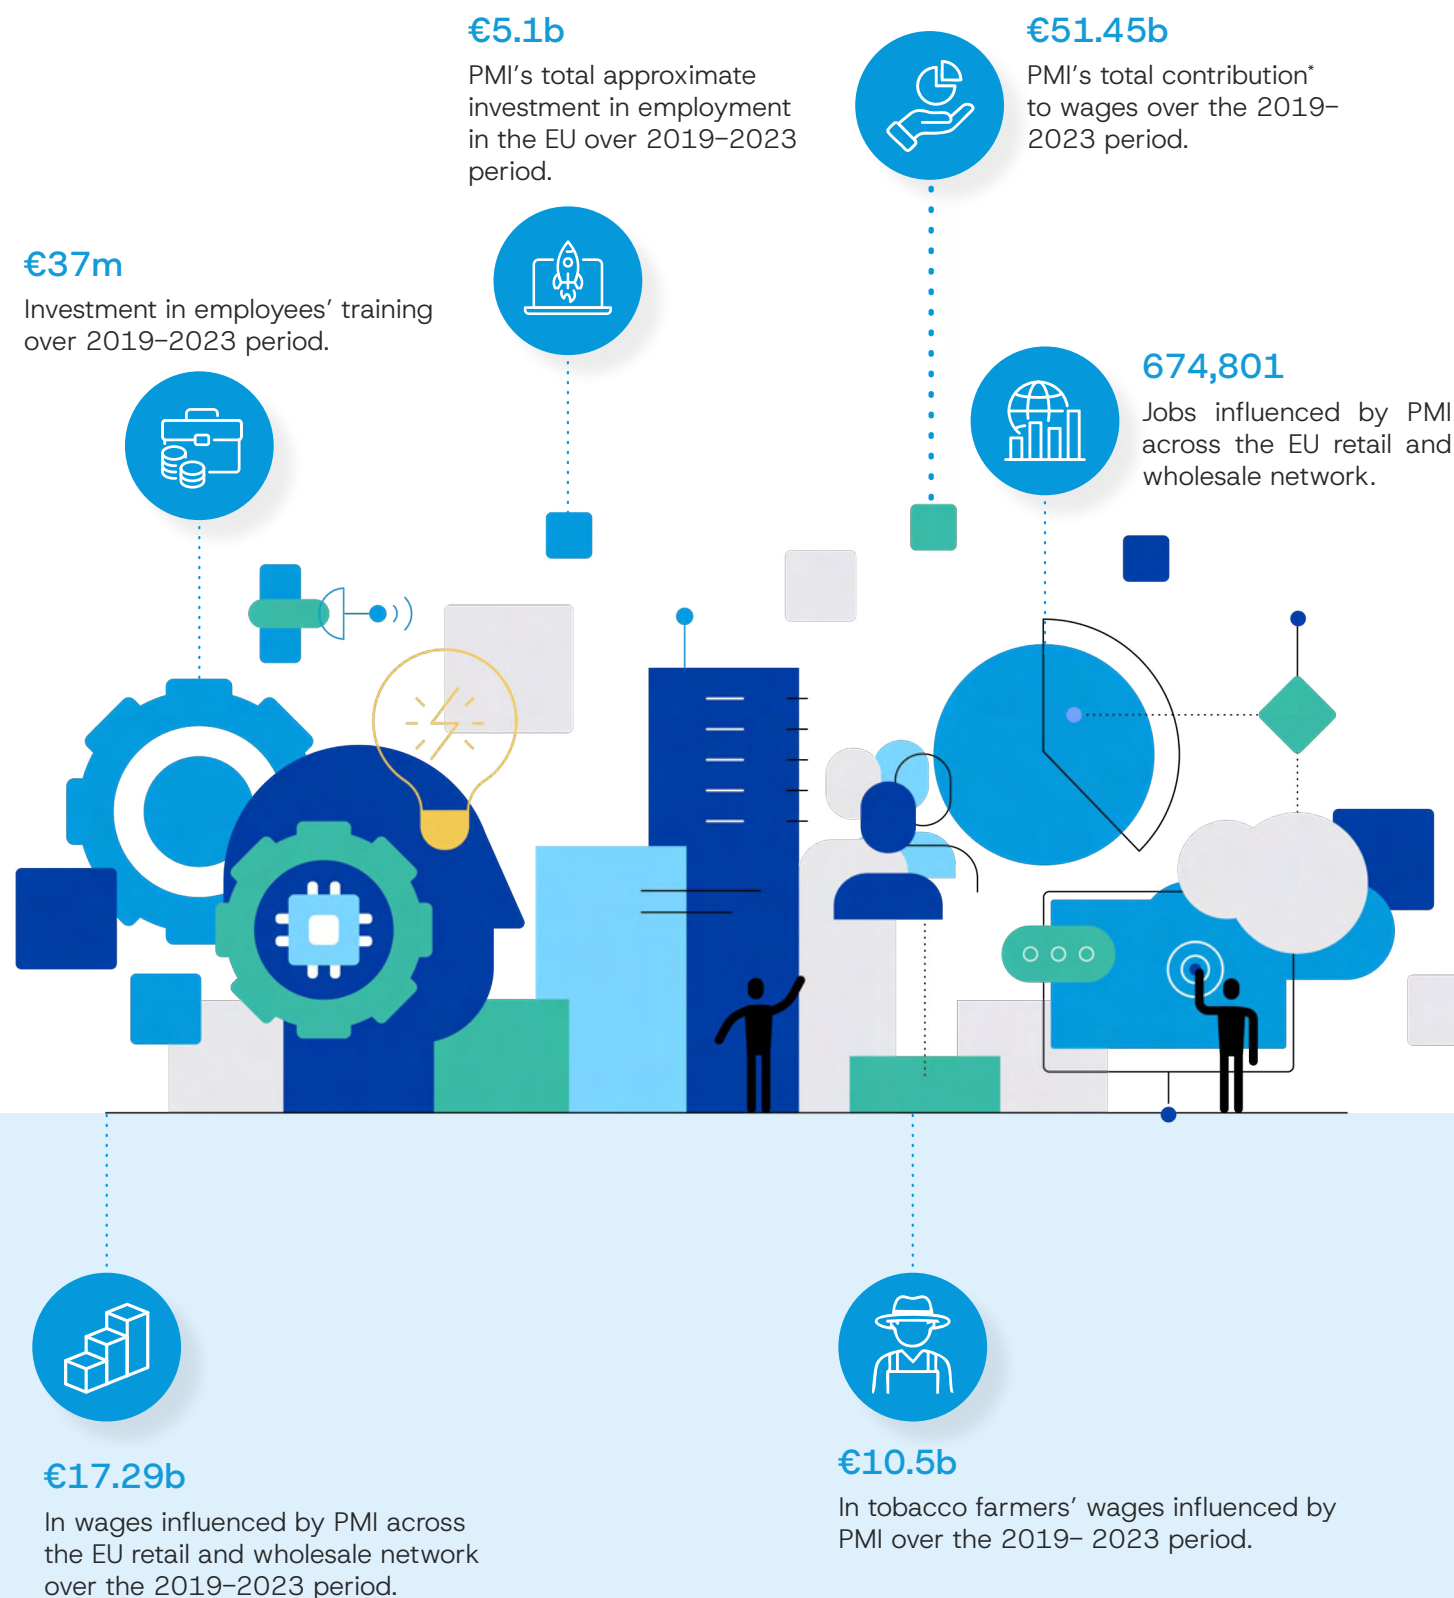 €5.1b
PMI's total approximate
investment in employment
in the EU over 2019–2023
period.
€51.45b
PMI's total contribution*
to wages over the 2019–
2023 period.
€37m
Investment in employees' training
over 2019–2023 period.
674,801
Jobs influenced by PMI
across the EU retail and
wholesale network.
€17.29b
In wages influenced by PMI across
the EU retail and wholesale network
over the 2019–2023 period.
€10.5b
In tobacco farmers' wages influenced by
PMI over the 2019– 2023 period.